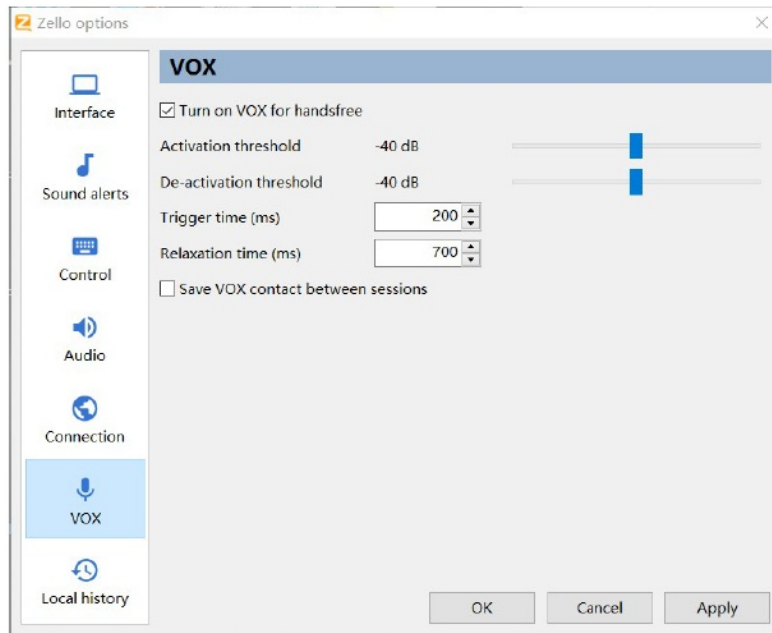 Zello options
Interface
Sound alerts
Control
Audio
Connection
VOX
Local history
VOX
Turn on VOX for handsfree
Activation threshold -40 dB
De-activation threshold -40 dB
Trigger time (ms) 200
Relaxation time (ms) 700
Save VOX contact between sessions
OK Cancel Apply